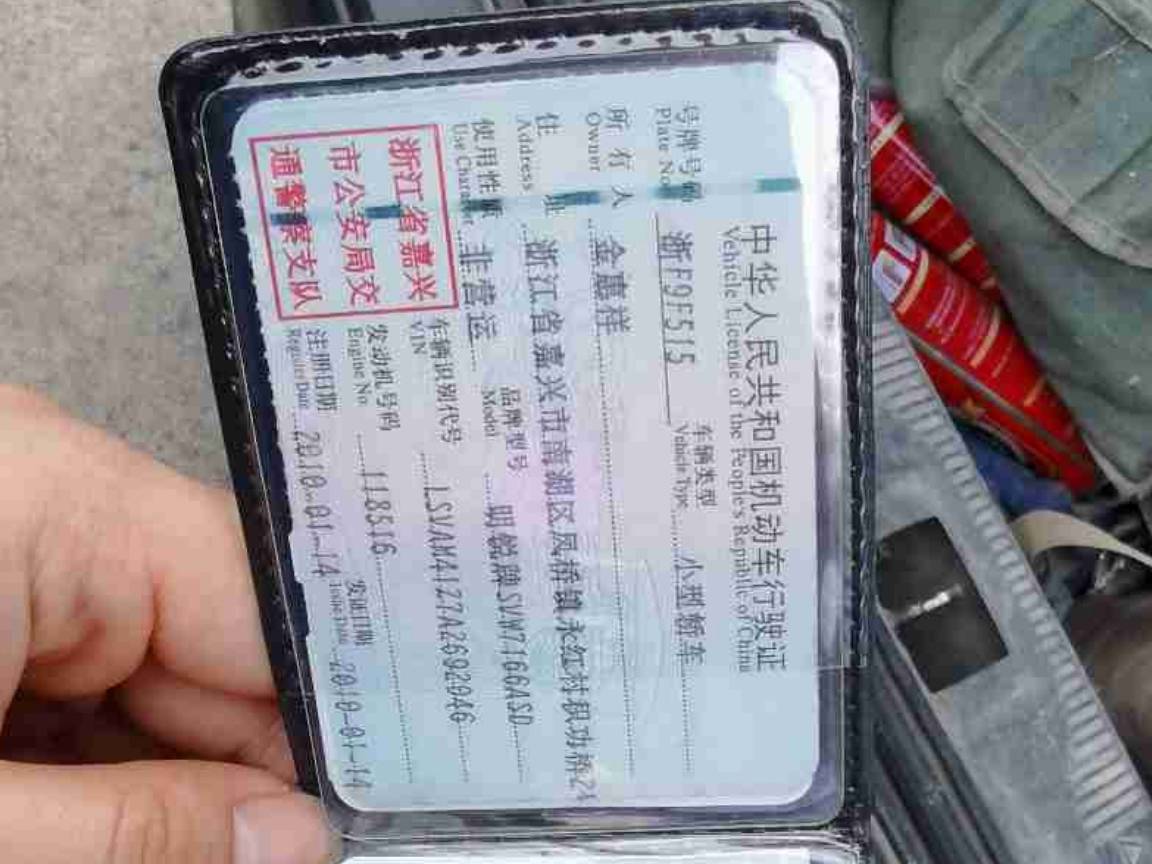 中华人民共和国机动车行驶证
Vehicle License of the People's Republic of China
号牌号码 浙F9F515 车辆类型 小型轿车
Plate No. Vehicle Type
所有人 金嘉祥
Owner
住址 浙江省嘉兴市南湖区凤桥镇永红村积功桥24
Address
使用性质 非营运 品牌型号 明锐牌SVW7166ASD
Use Character Model
浙江省嘉兴
市公安局交
通警察支队
车辆识别代号 LSVAM4127A2692046
VIN
发动机号码 118516
Engine No.
注册日期 2010-01-14 发证日期 2010-01-14
Register Date Issue Date